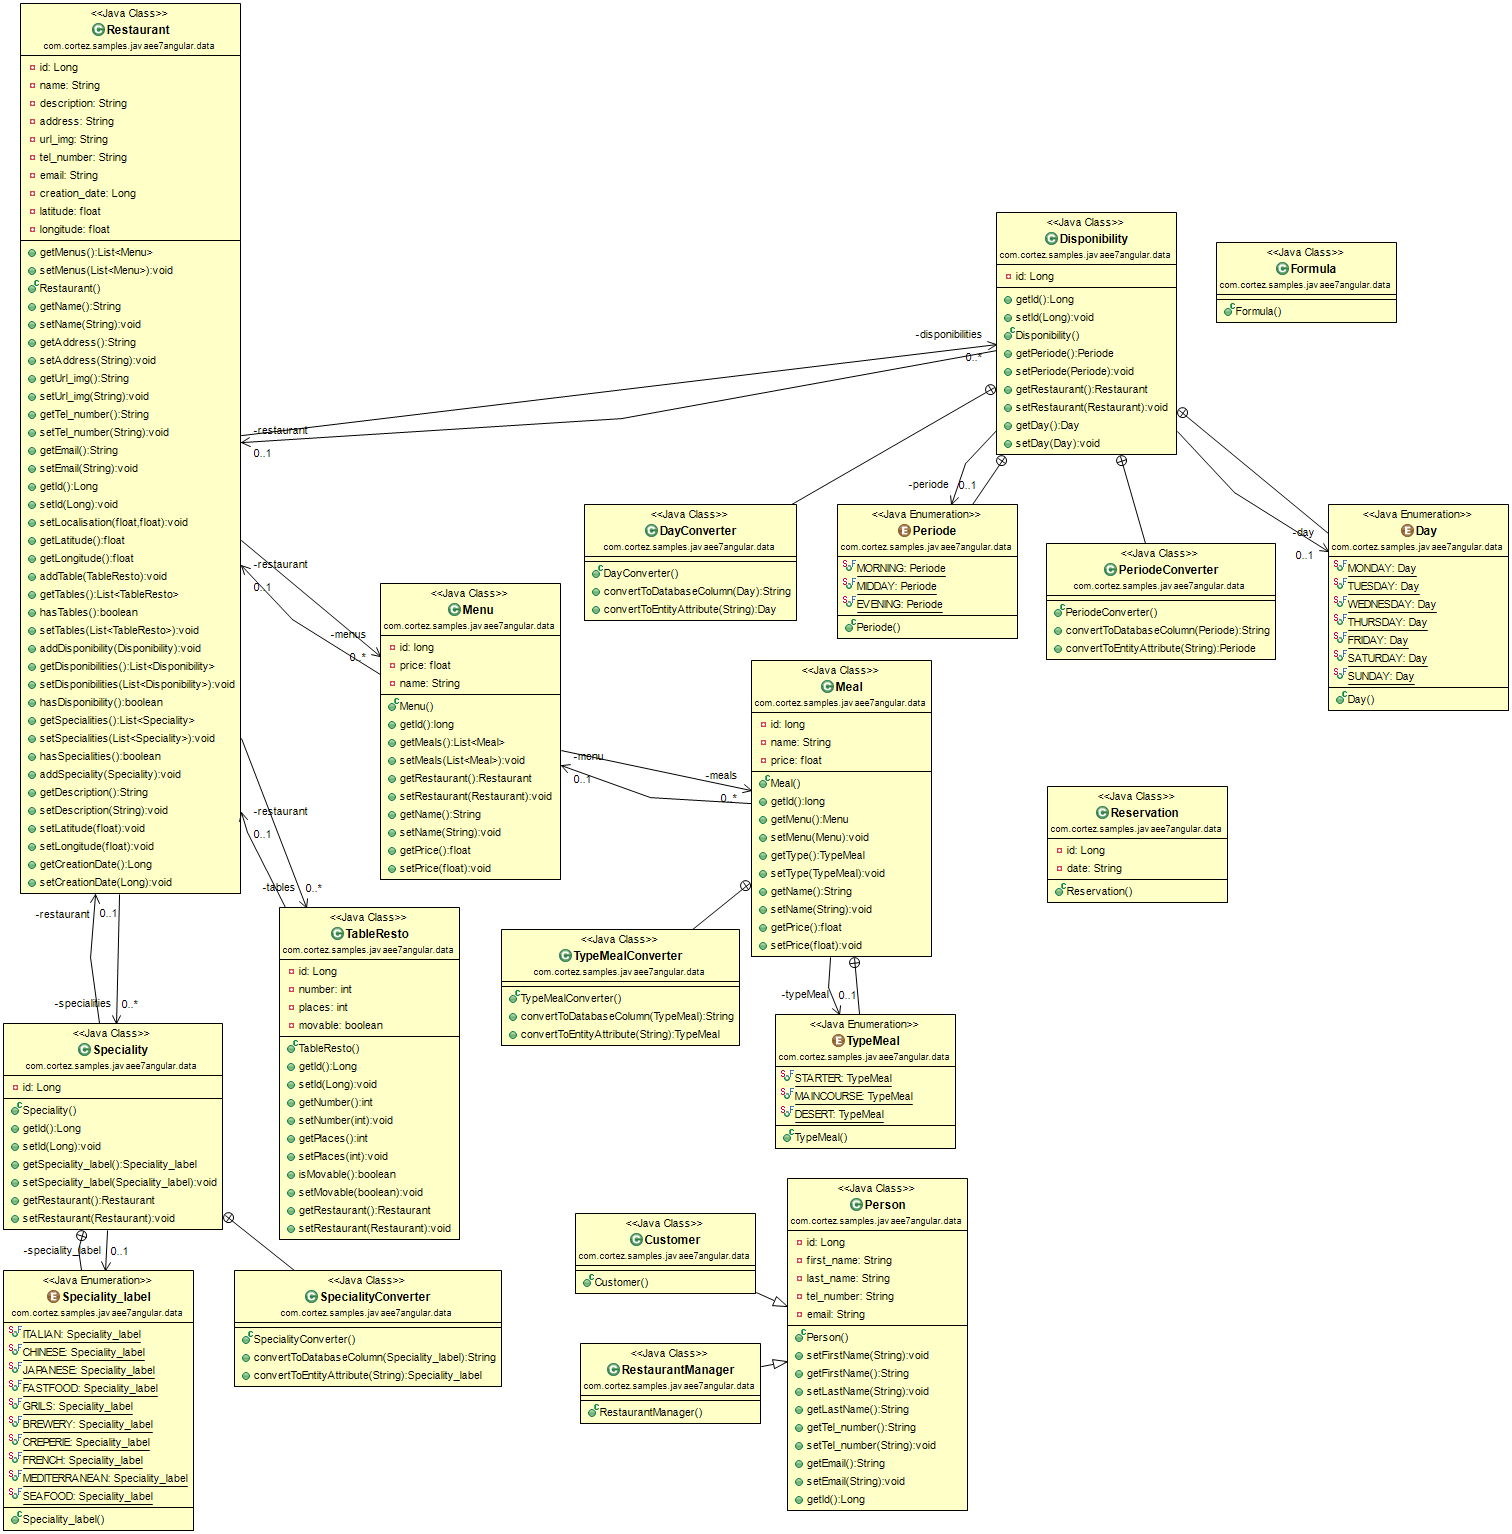 <<Java Class>>
Restaurant
com.cortez.samples.javaee7angular.data
id: Long
name: String
description: String
address: String
url_img: String
tel_number: String
email: String
creation_date: Long
latitude: float
longitude: float
getMenus():List<Menu>
setMenus(List<Menu>):void
Restaurant()
getName():String
setName(String):void
getAddress():String
setAddress(String):void
getUrl_img():String
setUrl_img(String):void
getTel_number():String
setTel_number(String):void
getEmail():String
setEmail(String):void
getId():Long
setId(Long):void
setLocalisation(float,float):void
getLatitude():float
getLongitude():float
addTable(TableResto):void
getTables():List<TableResto>
hasTables():boolean
setTables(List<TableResto>):void
addDisponibility(Disponibility):void
getDisponibilities():List<Disponibility>
setDisponibilities(List<Disponibility>):void
hasDisponibility():boolean
getSpecialities():List<Speciality>
setSpecialities(List<Speciality>):void
hasSpecialities():boolean
addSpeciality(Speciality):void
getDescription():String
setDescription(String):void
setLatitude(float):void
setLongitude(float):void
getCreationDate():Long
setCreationDate(Long):void
<<Java Class>>
Disponibility
com.cortez.samples.javaee7angular.data
id: Long
getId():Long
setId(Long):void
Disponibility()
getPeriode():Periode
setPeriode(Periode):void
getRestaurant():Restaurant
setRestaurant(Restaurant):void
getDay():Day
setDay(Day):void
<<Java Class>>
Formula
com.cortez.samples.javaee7angular.data
Formula()
-disponibilities
0..*
-restaurant
0..1
-periode
0..1
-day
0..1
<<Java Class>>
DayConverter
com.cortez.samples.javaee7angular.data
DayConverter()
convertToDatabaseColumn(Day):String
convertToEntityAttribute(String):Day
<<Java Enumeration>>
Periode
com.cortez.samples.javaee7angular.data
MORNING: Periode
MIDDAY: Periode
EVENING: Periode
Periode()
<<Java Class>>
PeriodeConverter
com.cortez.samples.javaee7angular.data
PeriodeConverter()
convertToDatabaseColumn(Periode):String
convertToEntityAttribute(String):Periode
<<Java Enumeration>>
Day
com.cortez.samples.javaee7angular.data
MONDAY: Day
TUESDAY: Day
WEDNESDAY: Day
THURSDAY: Day
FRIDAY: Day
SATURDAY: Day
SUNDAY: Day
Day()
-restaurant
0..1
-menus
0..*
<<Java Class>>
Menu
com.cortez.samples.javaee7angular.data
id: long
price: float
name: String
Menu()
getId():long
getMeals():List<Meal>
setMeals(List<Meal>):void
getRestaurant():Restaurant
setRestaurant(Restaurant):void
getName():String
setName(String):void
getPrice():float
setPrice(float):void
-menu
0..1
-meals
0..*
<<Java Class>>
Meal
com.cortez.samples.javaee7angular.data
id: long
name: String
price: float
Meal()
getId():long
getMenu():Menu
setMenu(Menu):void
getType():TypeMeal
setType(TypeMeal):void
getName():String
setName(String):void
getPrice():float
setPrice(float):void
<<Java Class>>
Reservation
com.cortez.samples.javaee7angular.data
id: Long
date: String
Reservation()
-restaurant
0..1
-tables
0..*
<<Java Class>>
TableResto
com.cortez.samples.javaee7angular.data
id: Long
number: int
places: int
movable: boolean
TableResto()
getId():Long
setId(Long):void
getNumber():int
setNumber(int):void
getPlaces():int
setPlaces(int):void
isMovable():boolean
setMovable(boolean):void
getRestaurant():Restaurant
setRestaurant(Restaurant):void
<<Java Class>>
TypeMealConverter
com.cortez.samples.javaee7angular.data
TypeMealConverter()
convertToDatabaseColumn(TypeMeal):String
convertToEntityAttribute(String):TypeMeal
-typeMeal
0..1
<<Java Enumeration>>
TypeMeal
com.cortez.samples.javaee7angular.data
STARTER: TypeMeal
MAINCOURSE: TypeMeal
DESERT: TypeMeal
TypeMeal()
-restaurant
0..1
-specialities
0..*
<<Java Class>>
Speciality
com.cortez.samples.javaee7angular.data
id: Long
Speciality()
getId():Long
setId(Long):void
getSpeciality_label():Speciality_label
setSpeciality_label(Speciality_label):void
getRestaurant():Restaurant
setRestaurant(Restaurant):void
-speciality_label
0..1
<<Java Enumeration>>
Speciality_label
com.cortez.samples.javaee7angular.data
ITALIAN: Speciality_label
CHINESE: Speciality_label
JAPANESE: Speciality_label
FASTFOOD: Speciality_label
GRILS: Speciality_label
BREWERY: Speciality_label
CREPERIE: Speciality_label
FRENCH: Speciality_label
MEDITERRANEAN: Speciality_label
SEAFOOD: Speciality_label
Speciality_label()
<<Java Class>>
SpecialityConverter
com.cortez.samples.javaee7angular.data
SpecialityConverter()
convertToDatabaseColumn(Speciality_label):String
convertToEntityAttribute(String):Speciality_label
<<Java Class>>
Customer
com.cortez.samples.javaee7angular.data
Customer()
<<Java Class>>
RestaurantManager
com.cortez.samples.javaee7angular.data
RestaurantManager()
<<Java Class>>
Person
com.cortez.samples.javaee7angular.data
id: Long
first_name: String
last_name: String
tel_number: String
email: String
Person()
setFirstName(String):void
getFirstName():String
setLastName(String):void
getLastName():String
getTel_number():String
setTel_number(String):void
getEmail():String
setEmail(String):void
getId():Long